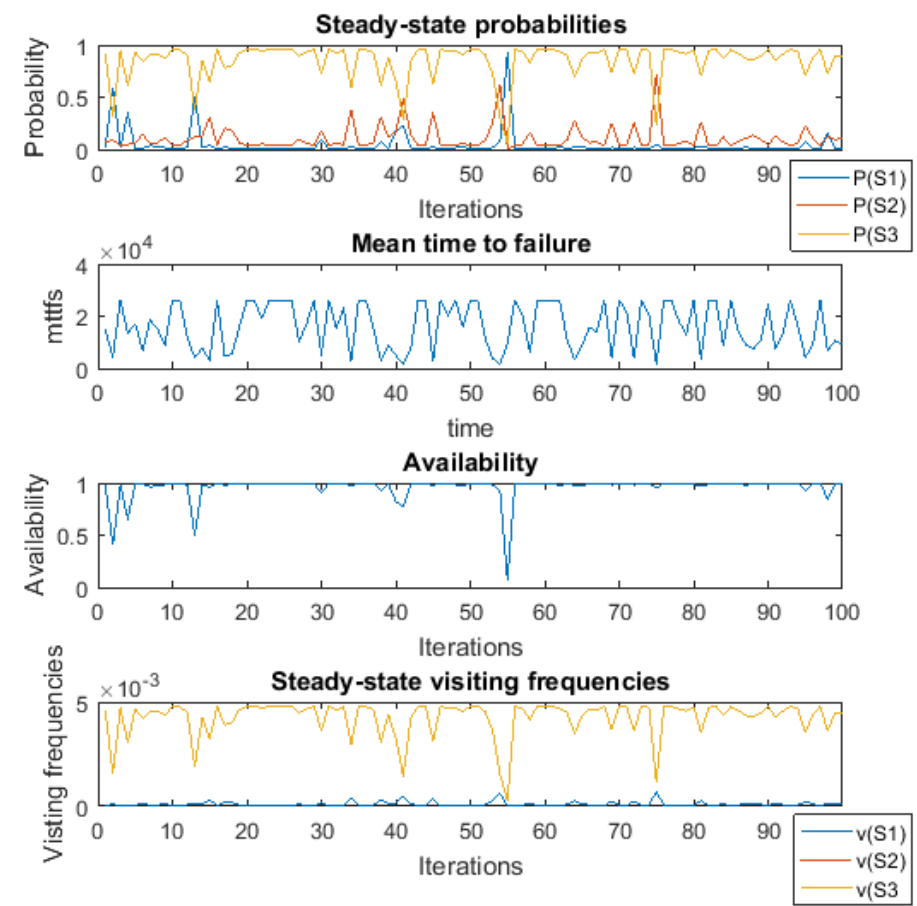 Steady-state probabilities
Probability
1
0.5
0
0 10 20 30 40 50 60 70 80 90
Iterations
P(S1)
P(S2)
P(S3
Mean time to failure
×10^4
mttfs
4
2
0
0 10 20 30 40 50 60 70 80 90 100
time
Availability
Availability
1
0.5
0
0 10 20 30 40 50 60 70 80 90 100
Iterations
Steady-state visiting frequencies
×10^-3
Visting frequencies
5
0
0 10 20 30 40 50 60 70 80 90
Iterations
v(S1)
v(S2)
v(S3